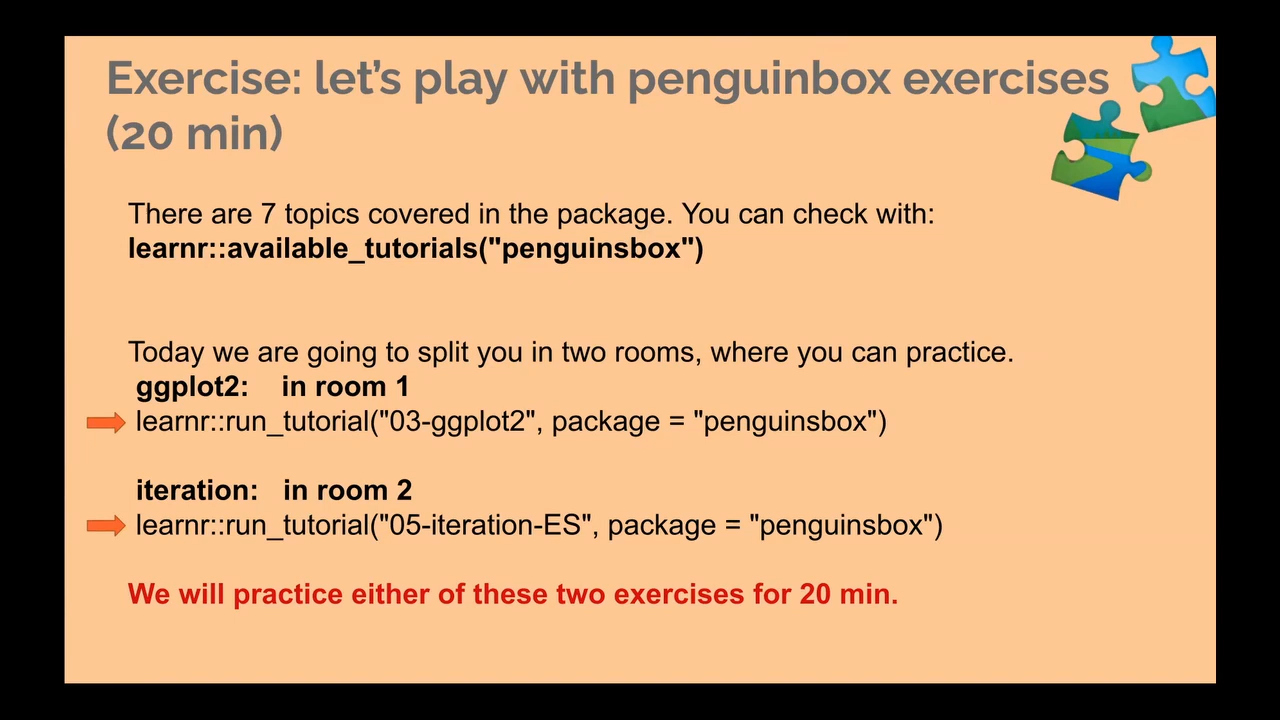 Exercise: let's play with penguinbox exercises
(20 min)
There are 7 topics covered in the package. You can check with:
learnr::available_tutorials("penguinsbox")
Today we are going to split you in two rooms, where you can practice.
ggplot2: in room 1
learnr::run_tutorial("03-ggplot2", package = "penguinsbox")
iteration: in room 2
learnr::run_tutorial("05-iteration-ES", package = "penguinsbox")
We will practice either of these two exercises for 20 min.